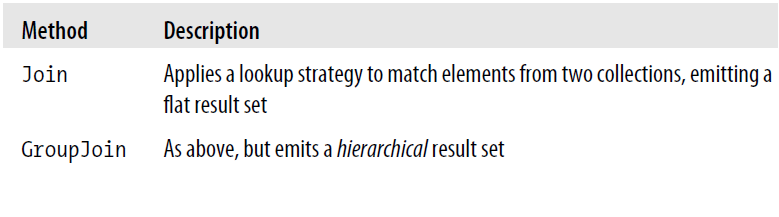 Method Description
Join Applies a lookup strategy to match elements from two collections, emitting a
flat result set
GroupJoin As above, but emits a hierarchical result set